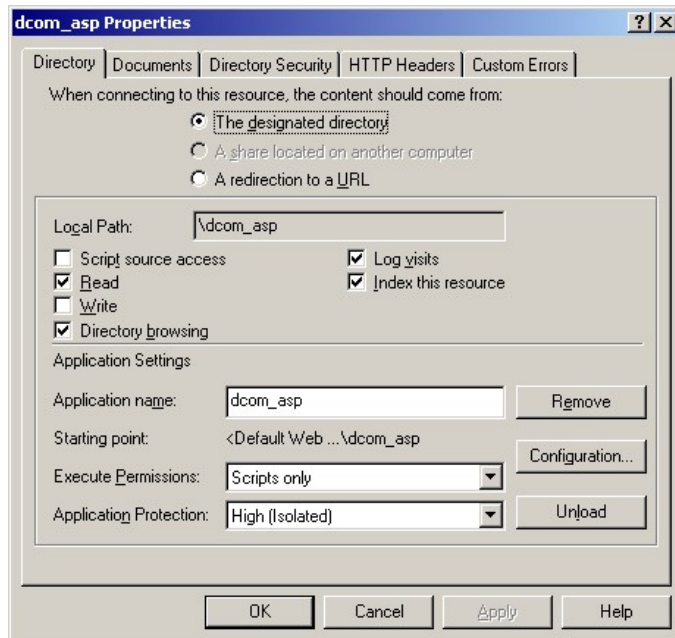 dcom_asp Properties
Directory Documents Directory Security HTTP Headers Custom Errors
When connecting to this resource, the content should come from:
The designated directory
A share located on another computer
A redirection to a URL
Local Path: \dcom_asp
Script source access Log visits
Read Index this resource
Write
Directory browsing
Application Settings
Application name: dcom_asp Remove
Starting point: <Default Web ...\dcom_asp
Configuration...
Execute Permissions: Scripts only
Application Protection: High (Isolated) Unload
OK Cancel Apply Help